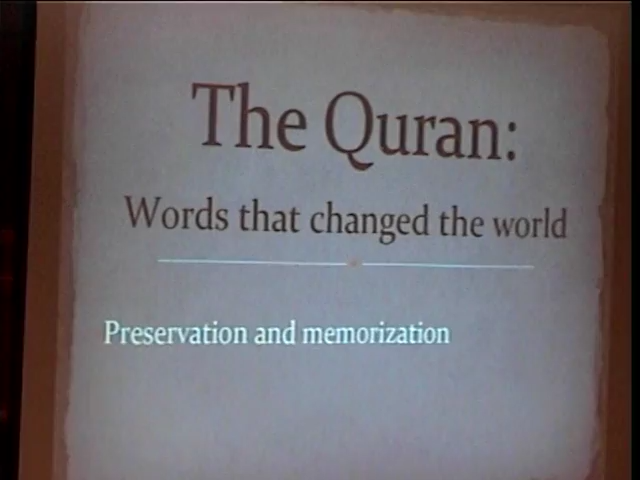 The Quran:
Words that changed the world
Preservation and memorization